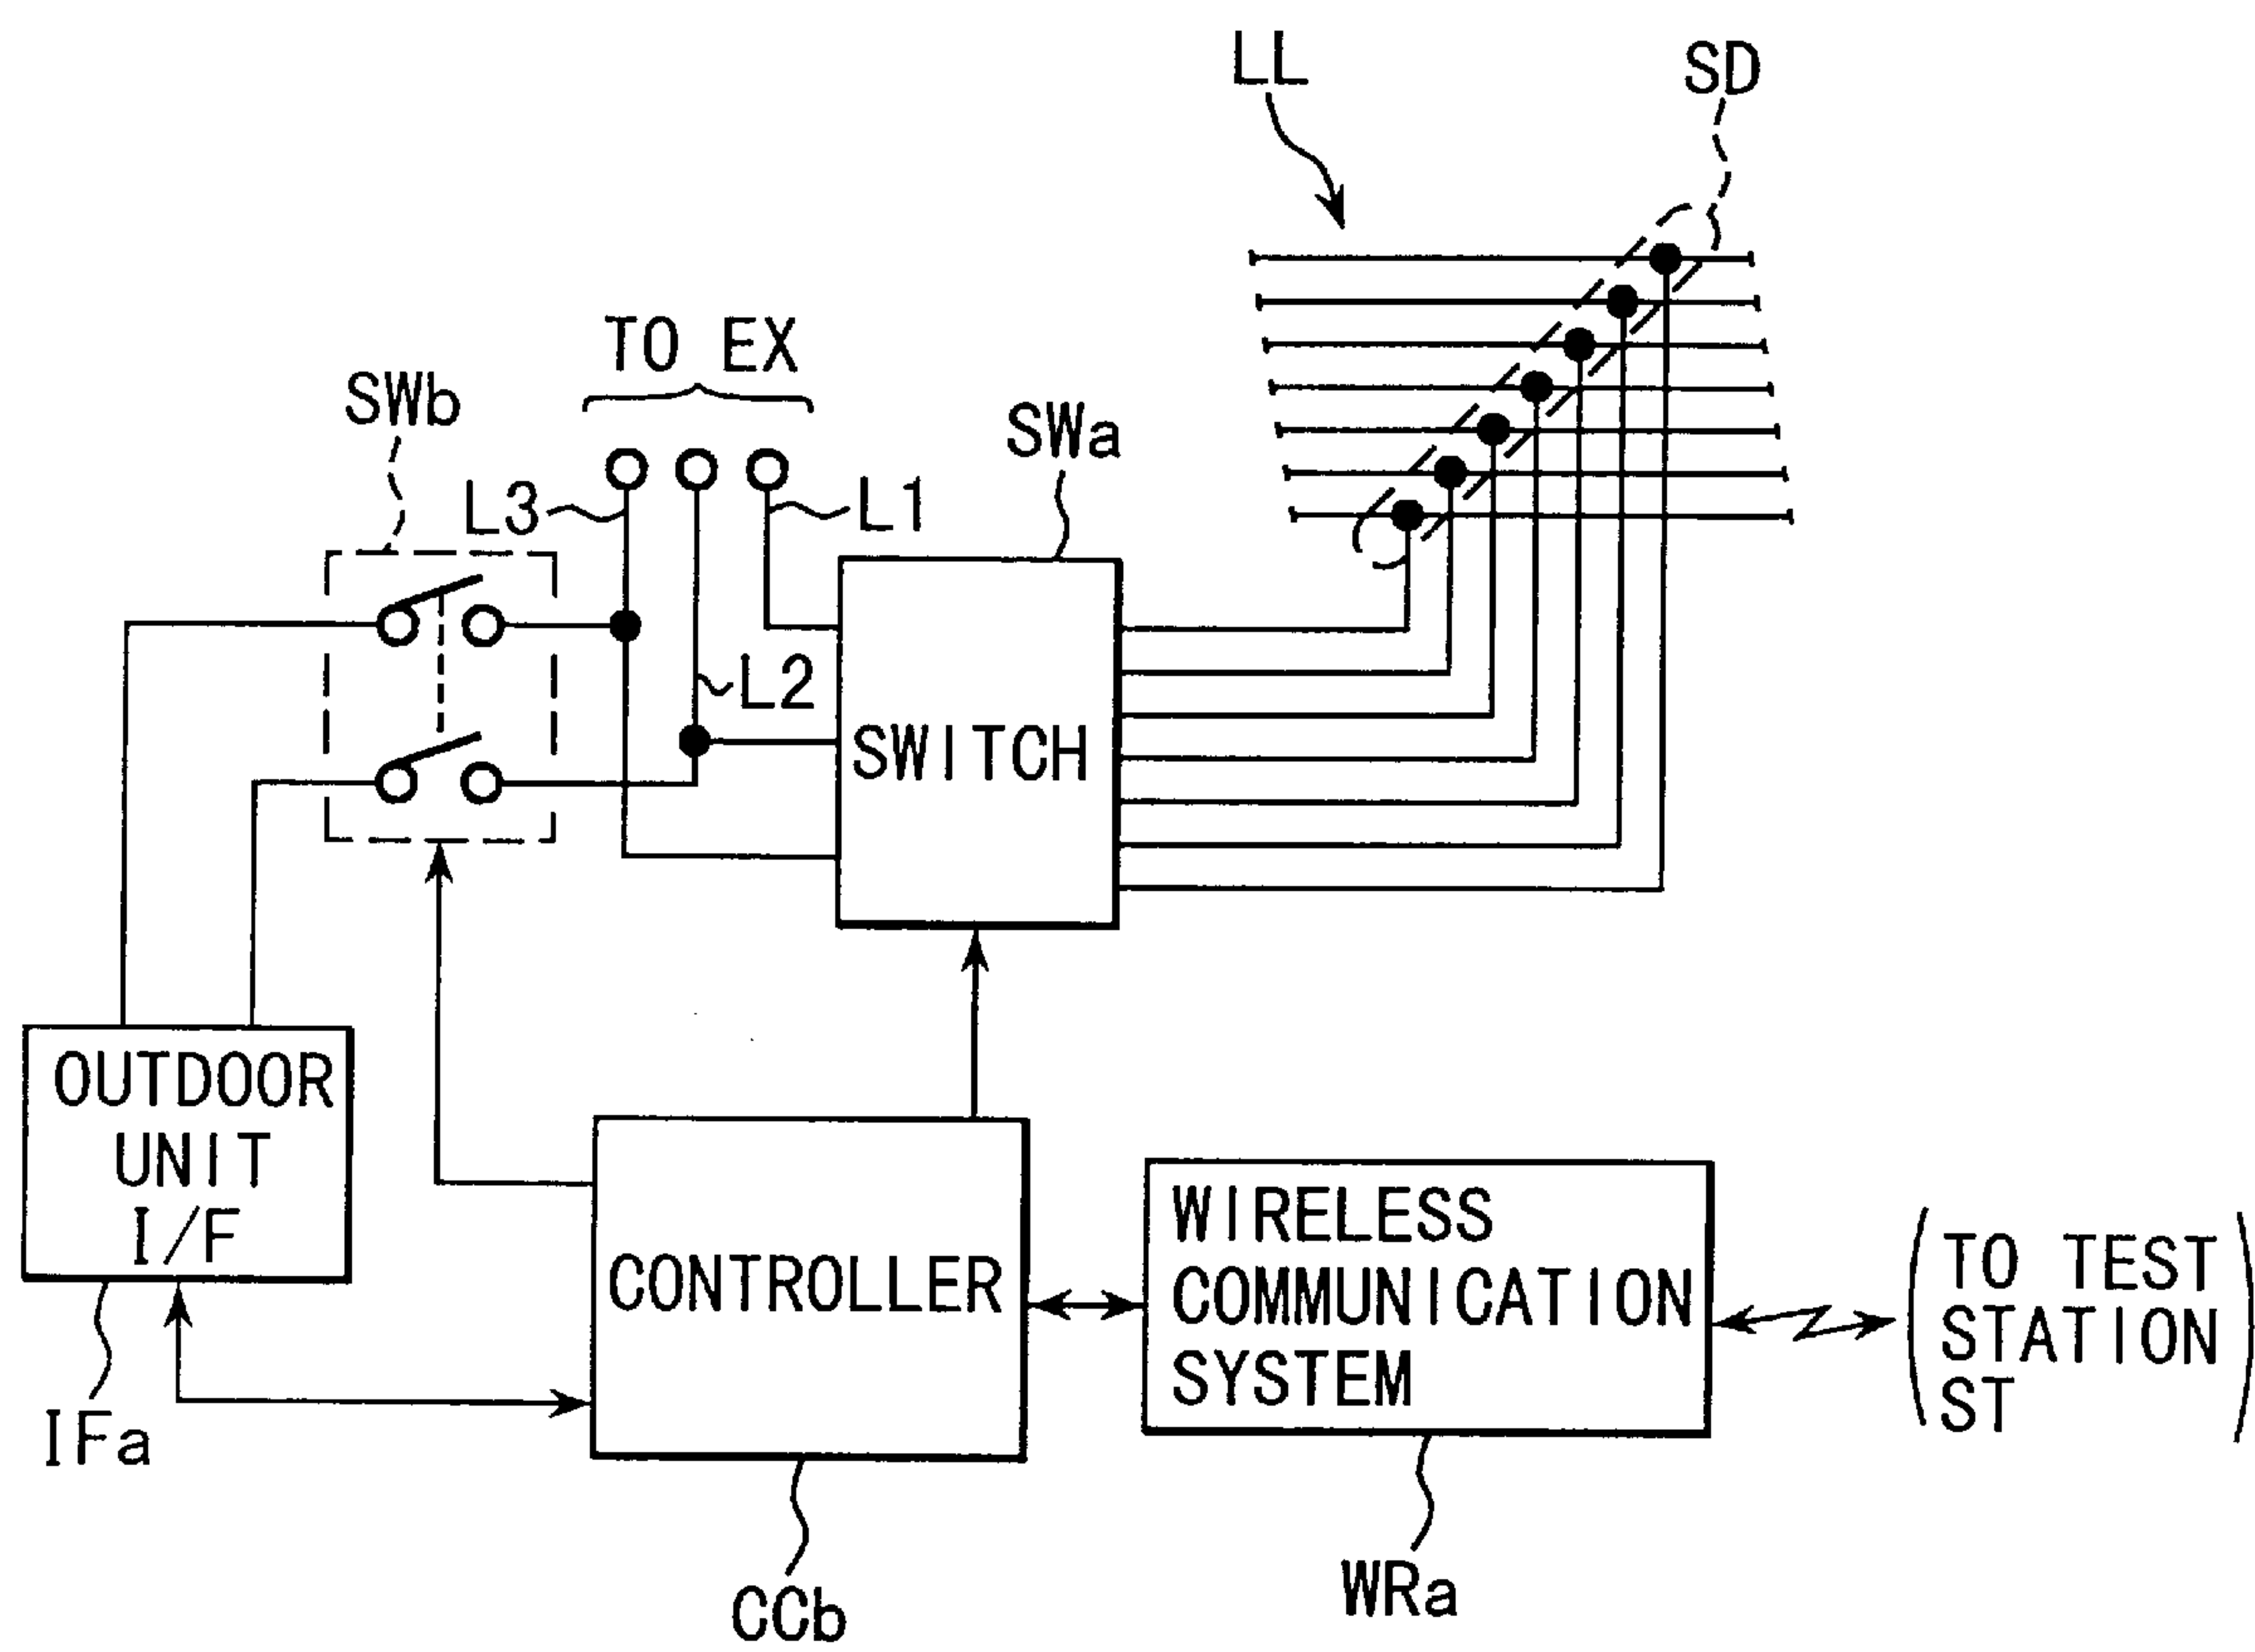 LL
SD
TO EX
SWb
SWa
L3
L1
L2
SWITCH
OUTDOOR
UNIT
I/F
CONTROLLER
WIRELESS
COMMUNICATION
SYSTEM
(TO TEST
STATION
ST)
IFa
CCb
WRa